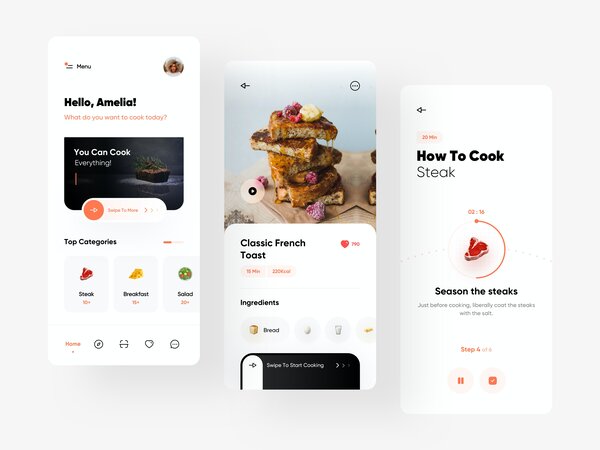 Menu
Hello, Amelia!
What do you want to cook today?
You Can Cook
Everything!
Swipe To More
Top Categories
Steak
Breakfast
Salad
10+
15+
20+
Home
Classic French
Toast
790
15 Min
220Kcal
Ingredients
Bread
Swipe To Start Cooking
20 Min
How To Cook
Steak
02 : 16
Season the steaks
Just before cooking, liberally coat the steaks
with the salt.
Step 4 of 6